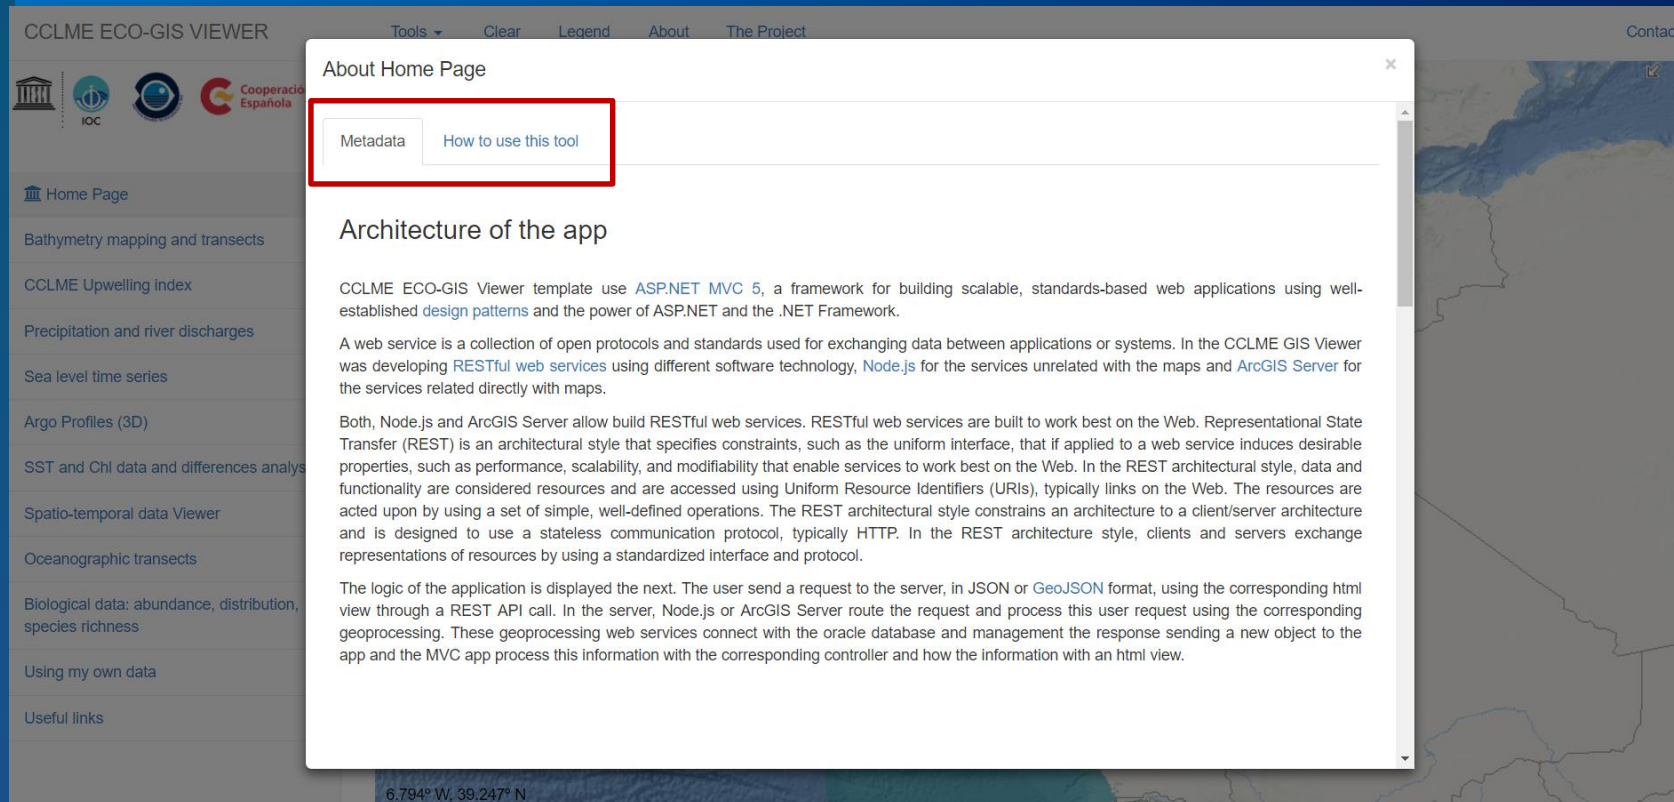 CCLME ECO-GIS VIEWER
Tools Clear Legend About The Project
Contac
IOC
Cooperació
Española
Home Page
Bathymetry mapping and transects
CCLME Upwelling index
Precipitation and river discharges
Sea level time series
Argo Profiles (3D)
SST and Chl data and differences analys
Spatio-temporal data Viewer
Oceanographic transects
Biological data: abundance, distribution,
species richness
Using my own data
Useful links
About Home Page ×
Metadata How to use this tool
Architecture of the app
CCLME ECO-GIS Viewer template use ASP.NET MVC 5, a framework for building scalable, standards-based web applications using well-
established design patterns and the power of ASP.NET and the .NET Framework.
A web service is a collection of open protocols and standards used for exchanging data between applications or systems. In the CCLME GIS Viewer
was developing RESTful web services using different software technology, Node.js for the services unrelated with the maps and ArcGIS Server for
the services related directly with maps.
Both, Node.js and ArcGIS Server allow build RESTful web services. RESTful web services are built to work best on the Web. Representational State
Transfer (REST) is an architectural style that specifies constraints, such as the uniform interface, that if applied to a web service induces desirable
properties, such as performance, scalability, and modifiability that enable services to work best on the Web. In the REST architectural style, data and
functionality are considered resources and are accessed using Uniform Resource Identifiers (URIs), typically links on the Web. The resources are
acted upon by using a set of simple, well-defined operations. The REST architectural style constrains an architecture to a client/server architecture
and is designed to use a stateless communication protocol, typically HTTP. In the REST architecture style, clients and servers exchange
representations of resources by using a standardized interface and protocol.
The logic of the application is displayed the next. The user send a request to the server, in JSON or GeoJSON format, using the corresponding html
view through a REST API call. In the server, Node.js or ArcGIS Server route the request and process this user request using the corresponding
geoprocessing. These geoprocessing web services connect with the oracle database and management the response sending a new object to the
app and the MVC app process this information with the corresponding controller and how the information with an html view.
6.794° W, 39.247° N